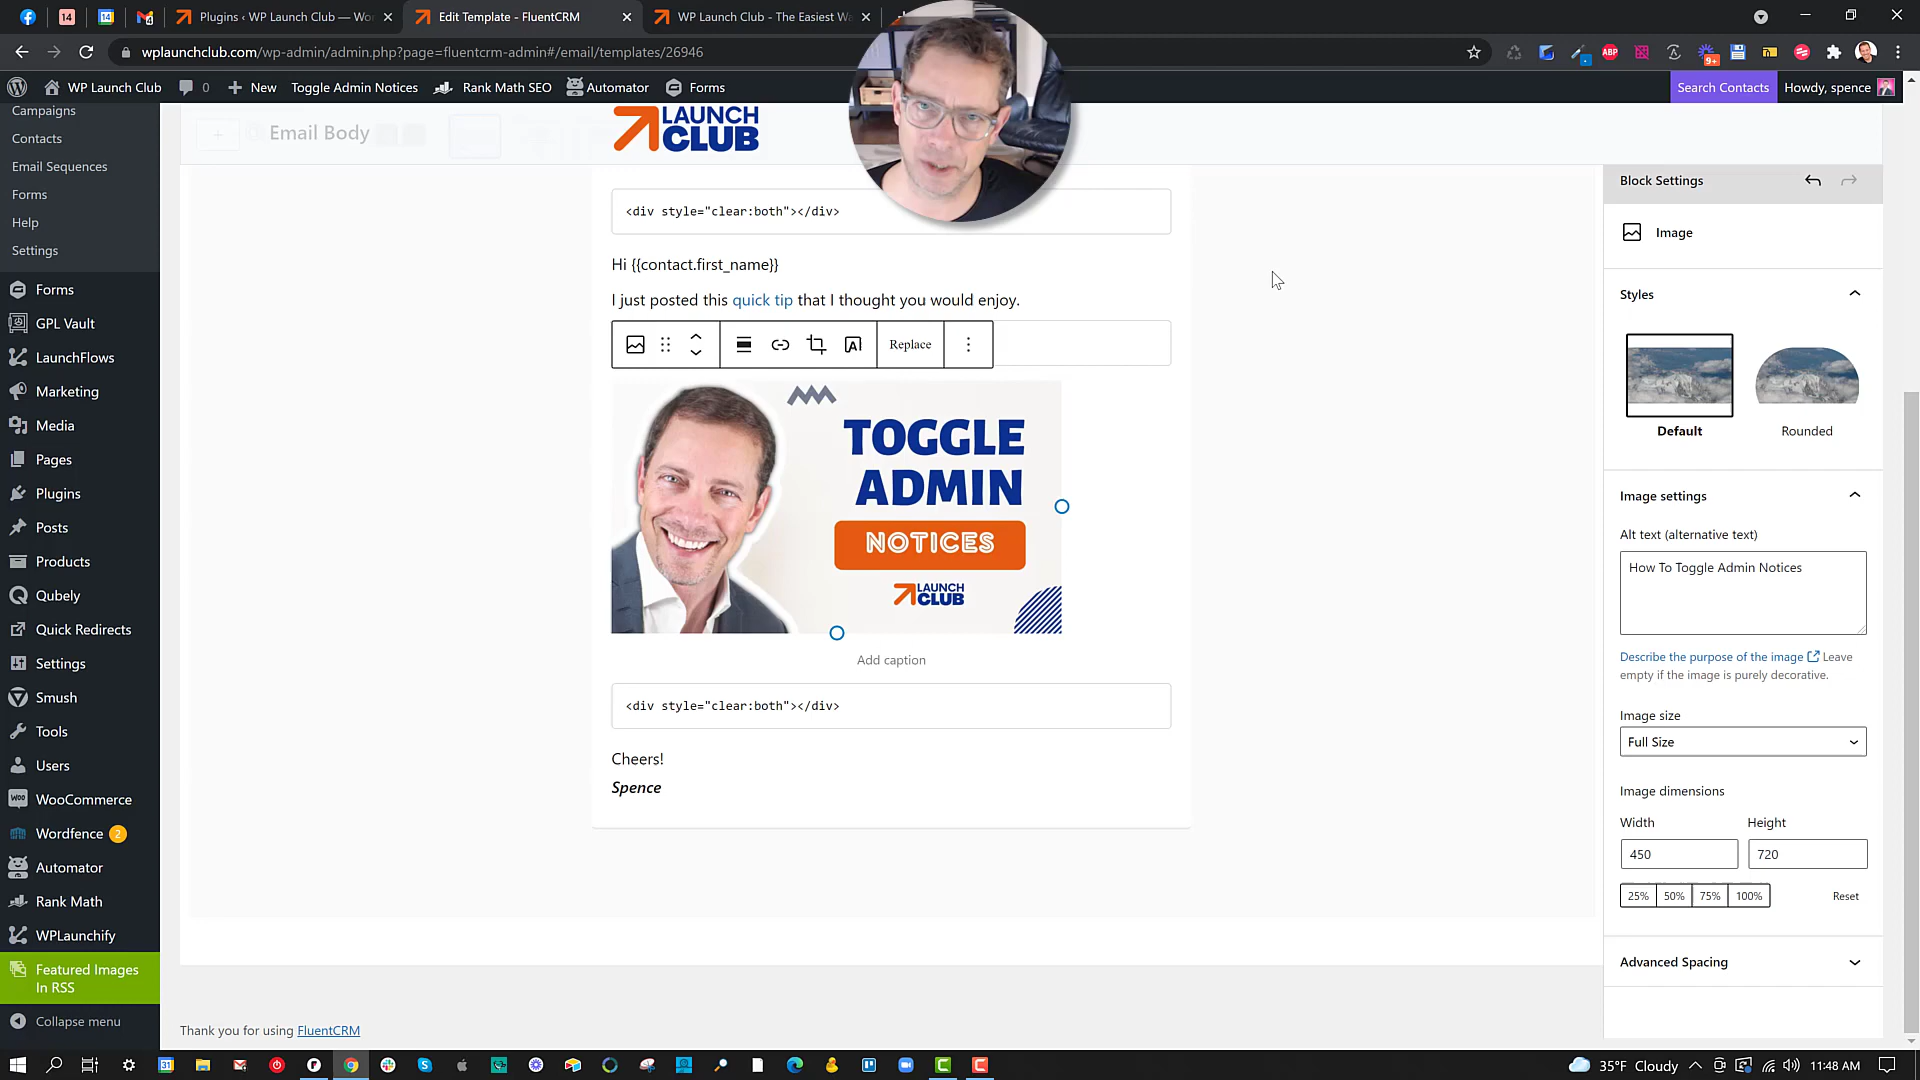 14
14
4
Plugins ‹ WP Launch Club — Wor
Edit Template - FluentCRM
WP Launch Club - The Easiest Wa
wplaunchclub.com/wp-admin/admin.php?page=fluentcrm-admin#/email/templates/26946
ABP
9+
WP Launch Club
0
New
Toggle Admin Notices
Rank Math SEO
Automator
Forms
Search Contacts
Howdy, spence
Campaigns
Contacts
Email Sequences
Forms
Help
Settings
Forms
GPL Vault
LaunchFlows
Marketing
Media
Pages
Plugins
Posts
Products
Qubely
Quick Redirects
Settings
Smush
Tools
Users
WooCommerce
Wordfence 2
Automator
Rank Math
WPLaunchify
Featured Images
In RSS
Collapse menu
Email Body
LAUNCH
CLUB
<div style="clear:both"></div>
Hi {{contact.first_name}}
I just posted this quick tip that I thought you would enjoy.
Replace
TOGGLE
ADMIN
NOTICES
LAUNCH
CLUB
Add caption
<div style="clear:both"></div>
Cheers!
Spence
Thank you for using FluentCRM
Block Settings
Image
Styles
Default
Rounded
Image settings
Alt text (alternative text)
How To Toggle Admin Notices
Describe the purpose of the image Leave
empty if the image is purely decorative.
Image size
Full Size
Image dimensions
Width
Height
450
720
25%
50%
75%
100%
Reset
Advanced Spacing
35°F Cloudy
11:48 AM